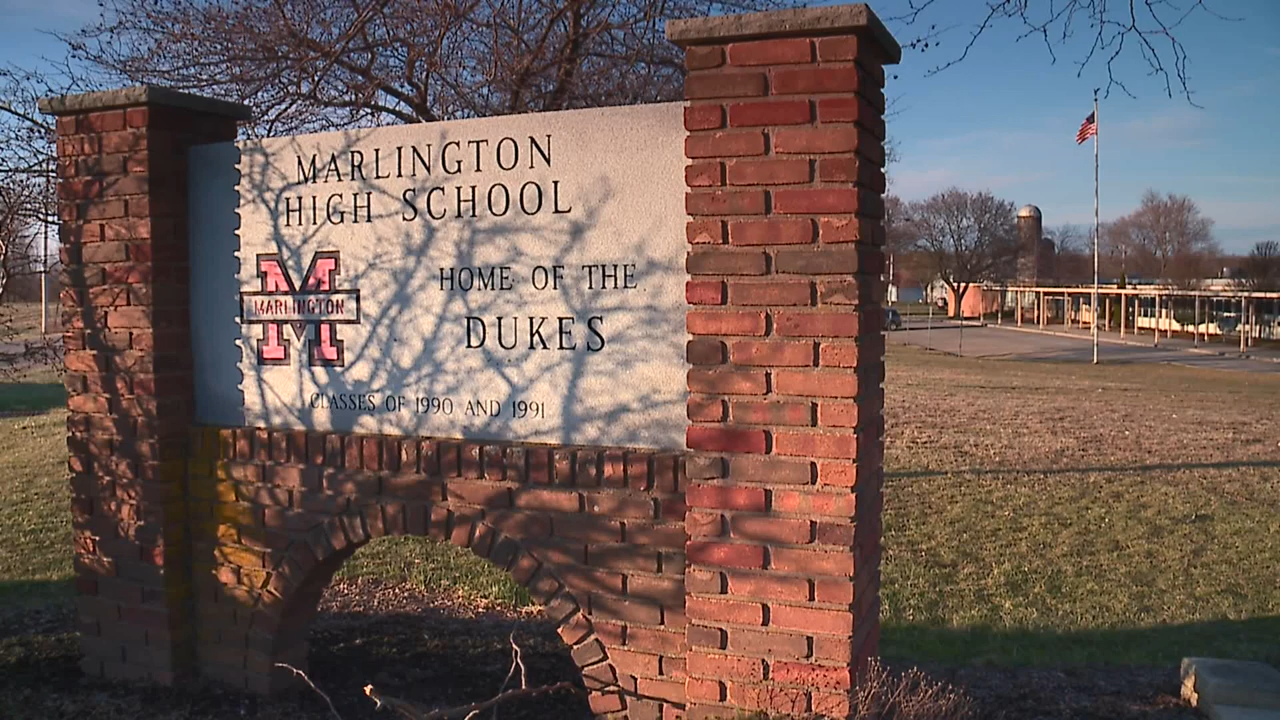 MARLINGTON
HIGH SCHOOL
MARLINGTON
HOME OF THE
DUKES
CLASSES OF 1990 AND 1991